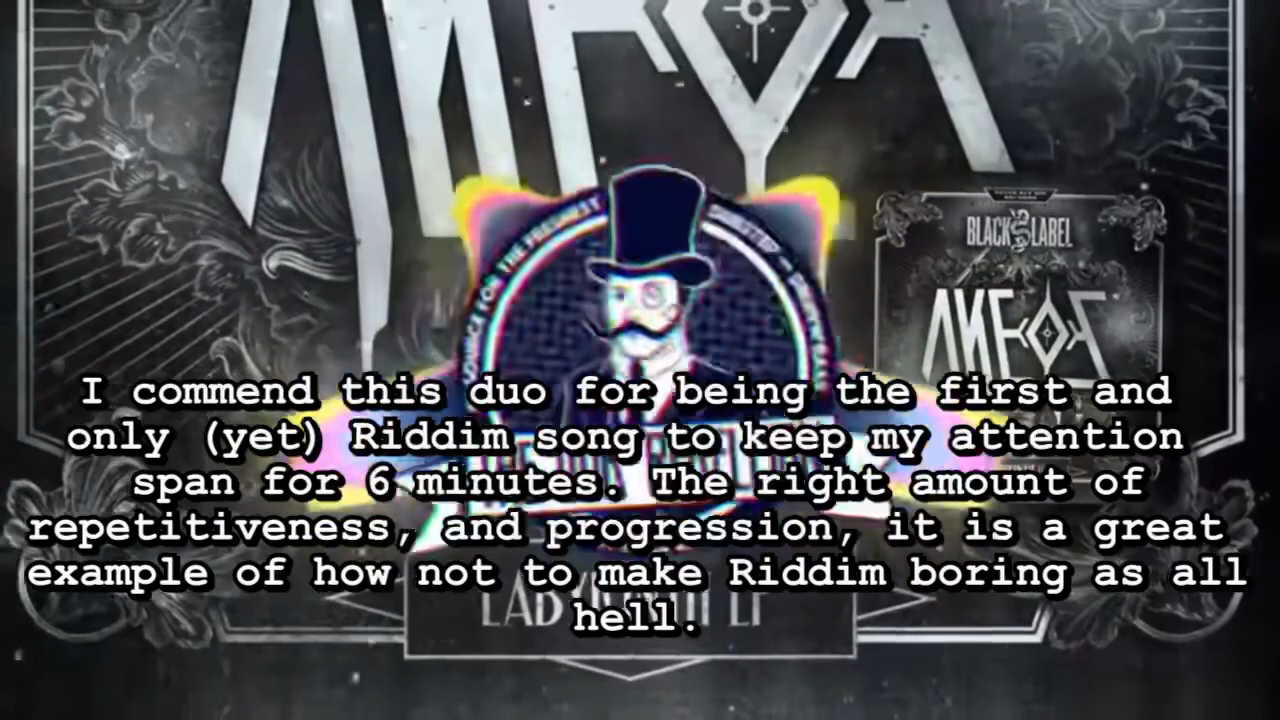 BLACK LABEL
I commend this duo for being the first and
only (yet) Riddim song to keep my attention
span for 6 minutes. The right amount of
repetitiveness, and progression, it is a great
example of how not to make Riddim boring as all
hell.